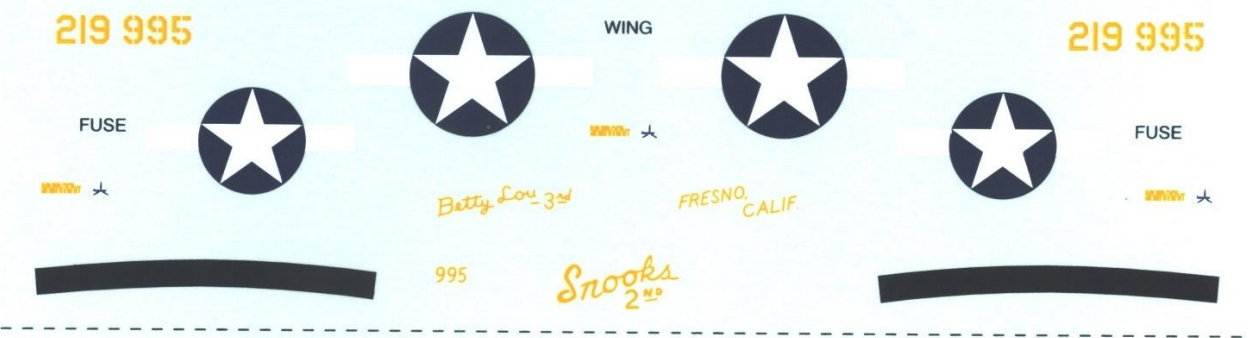 219 995
WING
219 995
FUSE
FUSE
Betty Lou 3rd
FRESNO,
CALIF.
995
Snooks
2ND